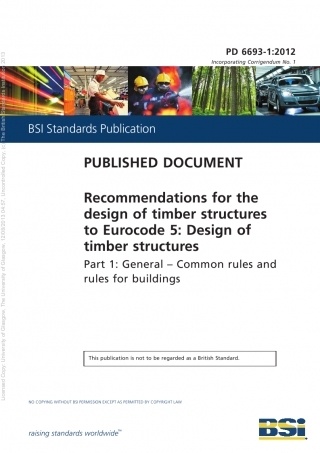 PD 6693-1:2012
Incorporating Corrigendum No. 1
BSI Standards Publication
PUBLISHED DOCUMENT
Recommendations for the
design of timber structures
to Eurocode 5: Design of
timber structures
Part 1: General – Common rules and
rules for buildings
This publication is not to be regarded as a British Standard.
NO COPYING WITHOUT BSI PERMISSION EXCEPT AS PERMITTED BY COPYRIGHT LAW
raising standards worldwide™
BSi